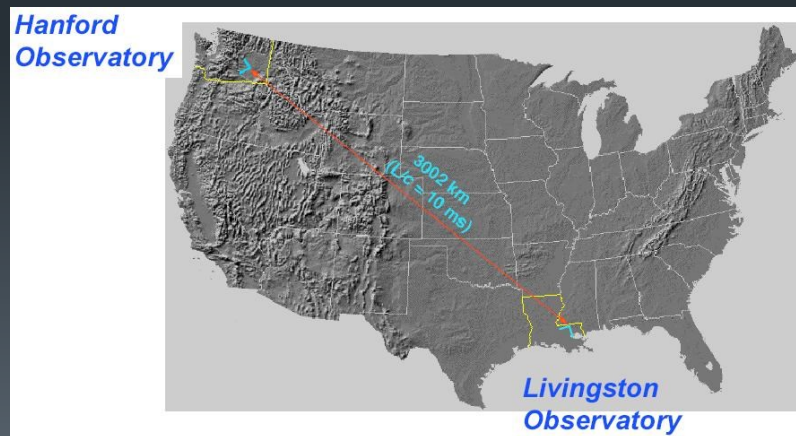 Hanford
Observatory
3002 km
(L/c = 10 ms)
Livingston
Observatory